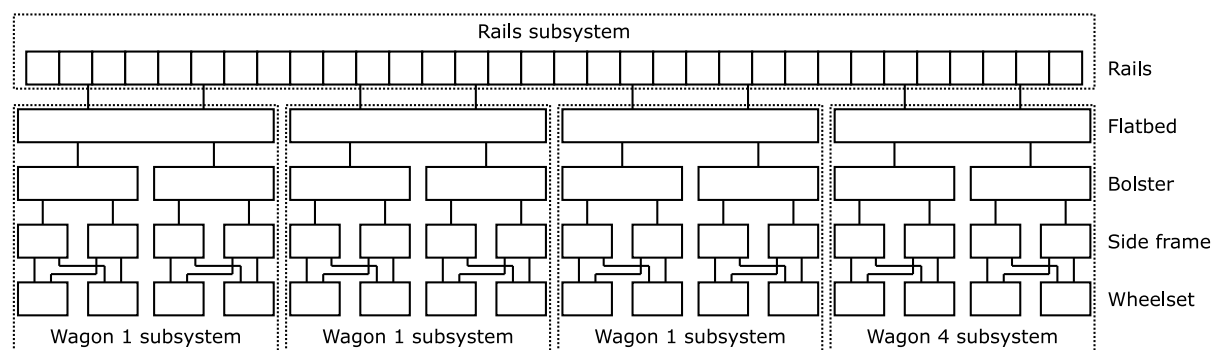 Rails subsystem
Rails
Flatbed
Bolster
Side frame
Wheelset
Wagon 1 subsystem
Wagon 1 subsystem
Wagon 1 subsystem
Wagon 4 subsystem